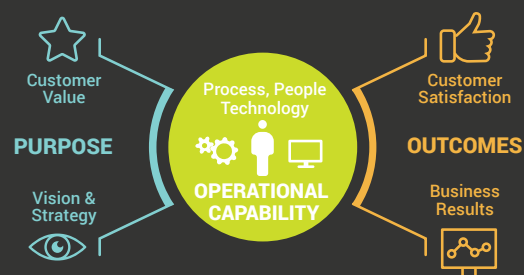 Customer
Value
PURPOSE
Vision &
Strategy
Process, People
Technology
OPERATIONAL
CAPABILITY
Customer
Satisfaction
OUTCOMES
Business
Results